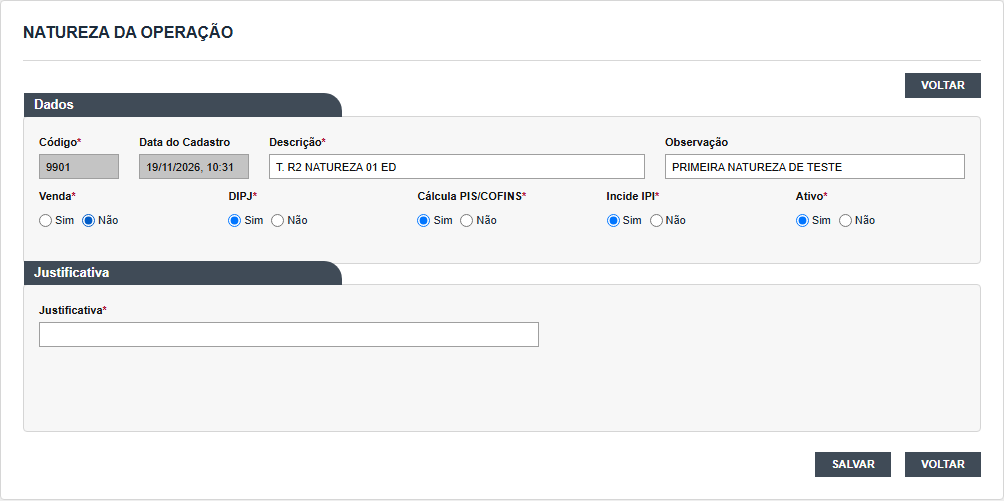 NATUREZA DA OPERAÇÃO
VOLTAR
Dados
Código* Data do Cadastro Descrição* Observação
9901 19/11/2026, 10:31 T. R2 NATUREZA 01 ED PRIMEIRA NATUREZA DE TESTE
Venda* DIPJ* Cálcula PIS/COFINS* Incide IPI* Ativo*
Sim Não Sim Não Sim Não Sim Não Sim Não
Justificativa
Justificativa*
SALVAR VOLTAR